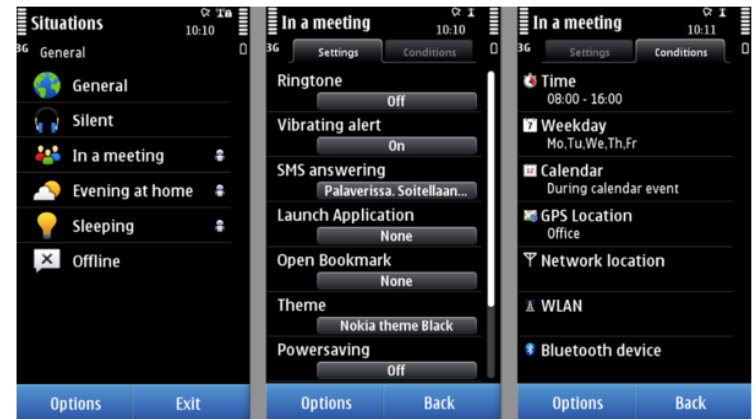 Situations
10:10
3G
General
General
Silent
In a meeting
Evening at home
Sleeping
Offline
Options Exit
In a meeting
10:10
3G
Settings Conditions
Ringtone
Off
Vibrating alert
On
SMS answering
Palaverissa. Soitellaan...
Launch Application
None
Open Bookmark
None
Theme
Nokia theme Black
Powersaving
Off
Options Back
In a meeting
10:11
3G
Settings Conditions
Time
08:00 - 16:00
7 Weekday
Mo,Tu,We,Th,Fr
Calendar
During calendar event
GPS Location
Office
Network location
WLAN
Bluetooth device
Options Back